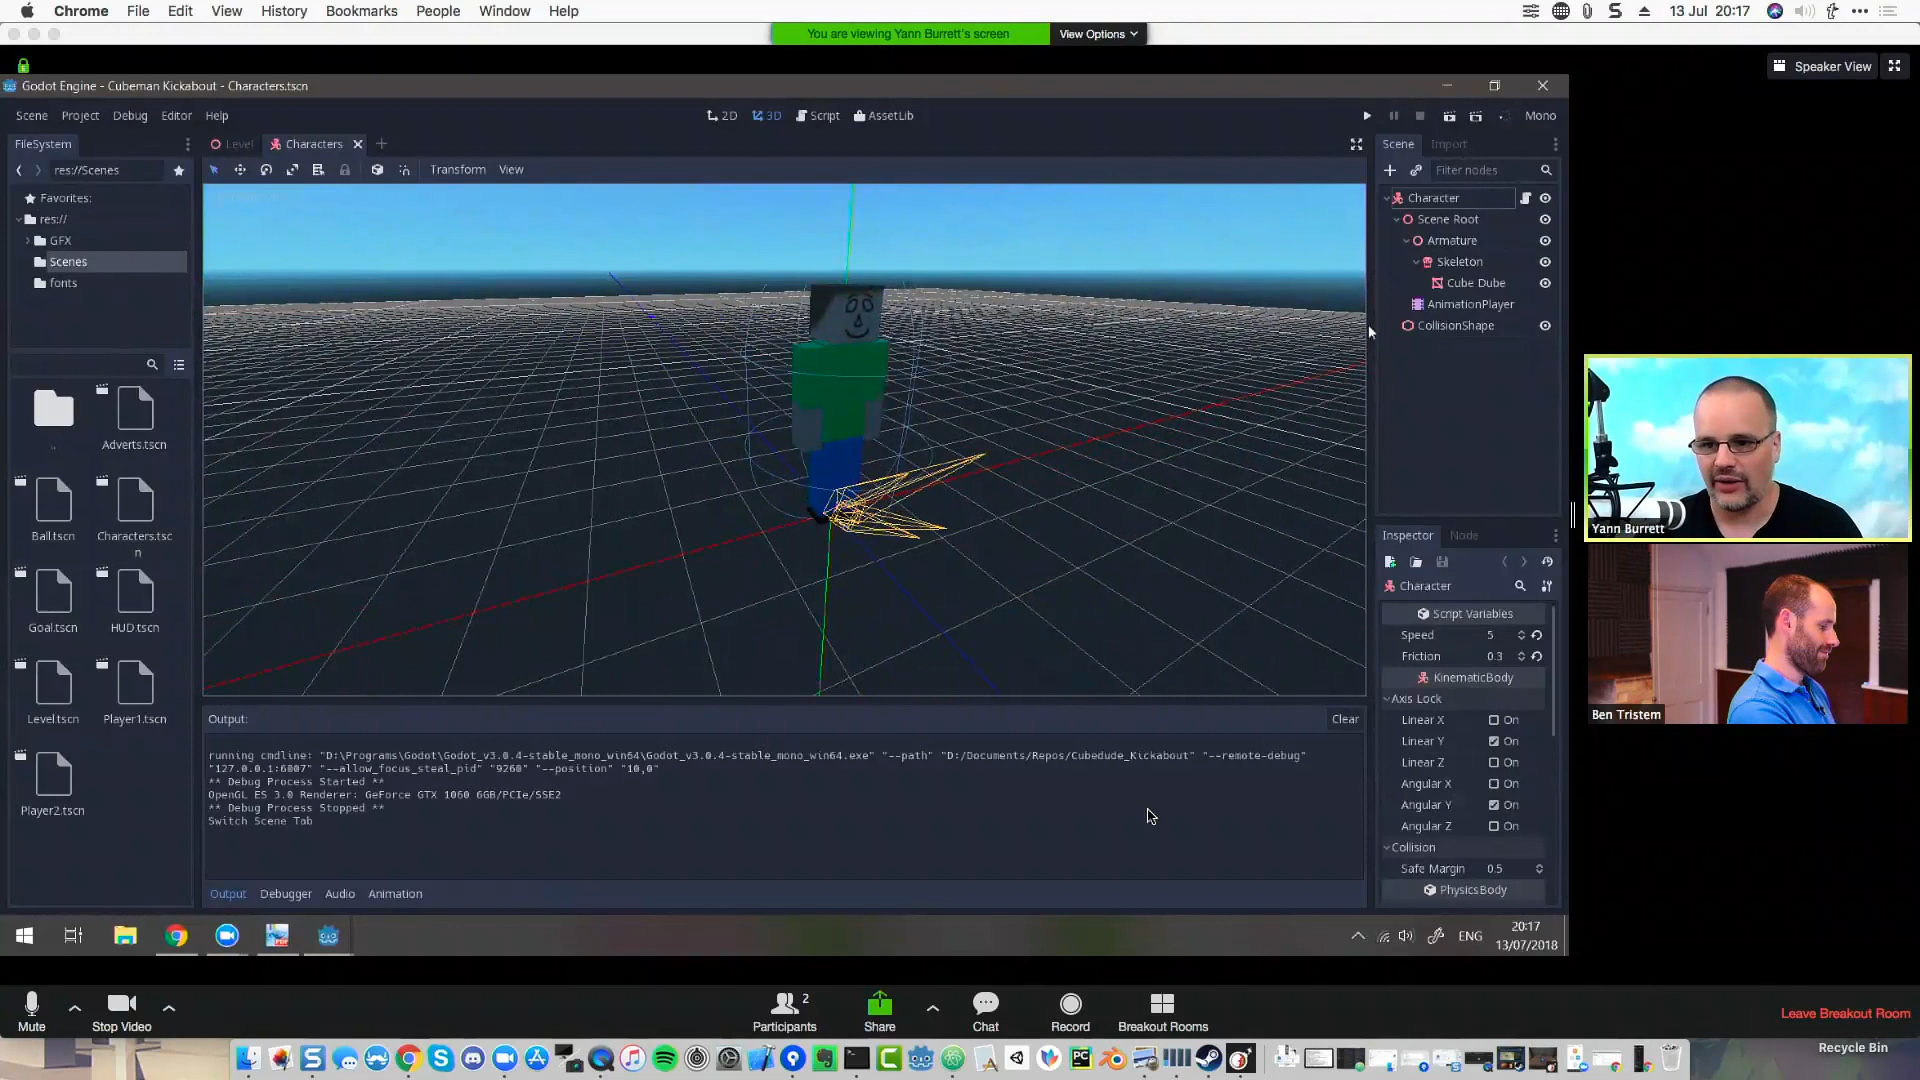 Chrome File Edit View History Bookmarks People Window Help 13 Jul 20:17
You are viewing Yann Burrett's screen View Options
Speaker View
Godot Engine - Cubeman Kickabout - Characters.tscn
Scene Project Debug Editor Help 2D 3D Script AssetLib Mono
FileSystem Level Characters Scene Import
res://Scenes Transform View Filter nodes
Favorites:
res://
GFX
Scenes
fonts
Character
Scene Root
Armature
Skeleton
Cube Dube
AnimationPlayer
CollisionShape
..
Adverts.tscn
Ball.tscn
Characters.tsc
n
Goal.tscn
HUD.tscn
Level.tscn
Player1.tscn
Player2.tscn
Yann Burrett
Ben Tristem
Inspector Node
Character
Script Variables
Speed 5
Friction 0.3
KinematicBody
Axis Lock
Linear X On
Linear Y On
Linear Z On
Angular X On
Angular Y On
Angular Z On
Collision
Safe Margin 0.5
PhysicsBody
Output: Clear
running cmdline: "D:\Programs\Godot\Godot_v3.0.4-stable_mono_win64\Godot_v3.0.4-stable_mono_win64.exe" "--path" "D:/Documents/Repos/Cubedude_Kickabout" "--remote-debug"
"127.0.0.1:6007" "--allow_focus_steal_pid" "9260" "--position" "10,0"
** Debug Process Started **
OpenGL ES 3.0 Renderer: GeForce GTX 1060 6GB/PCIe/SSE2
** Debug Process Stopped **
Switch Scene Tab
Output Debugger Audio Animation
ENG
20:17
13/07/2018
Mute Stop Video Participants 2 Share Chat Record Breakout Rooms Leave Breakout Room
Recycle Bin